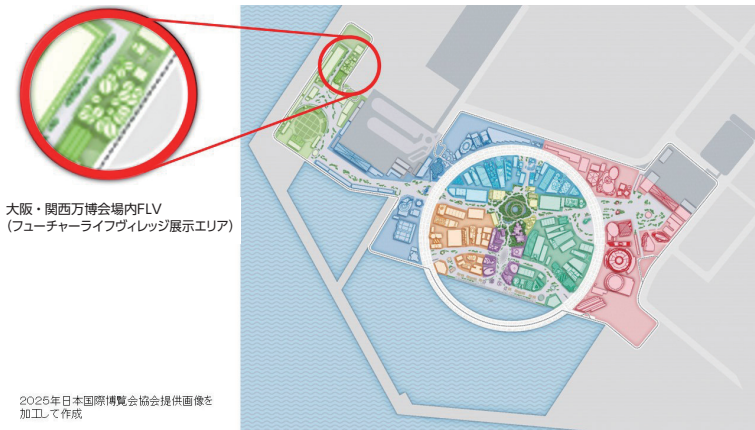 大阪・関西万博会場内FLV
（フューチャーライフヴィレッジ展示エリア）
2025年日本国際博覧会協会提供画像を
加工して作成